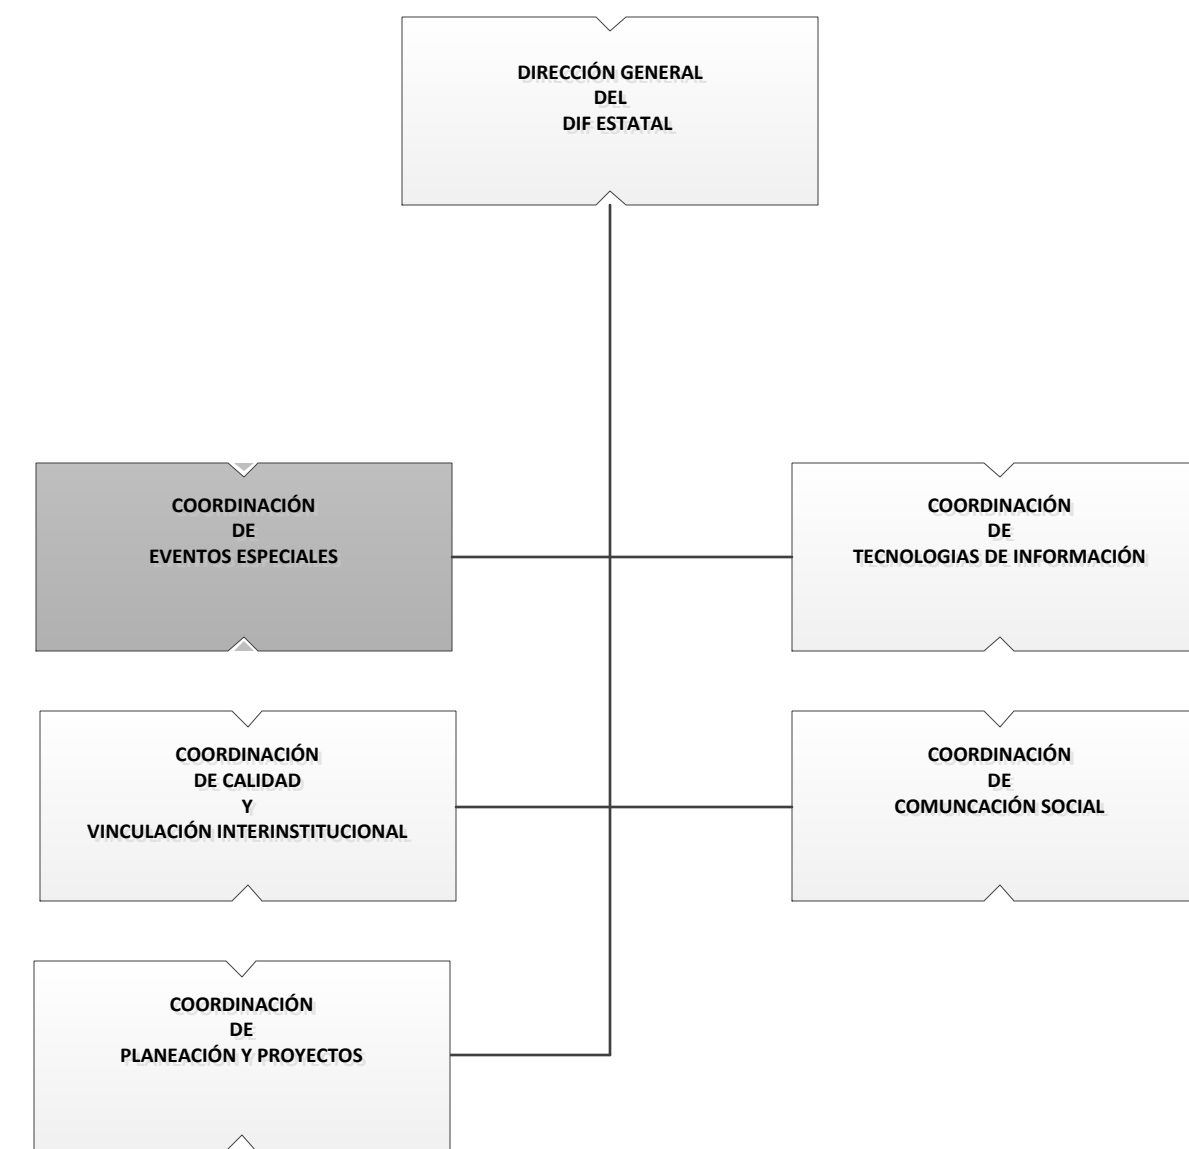 DIRECCIÓN GENERAL
DEL
DIF ESTATAL
COORDINACIÓN
DE
EVENTOS ESPECIALES
COORDINACIÓN
DE
TECNOLOGIAS DE INFORMACIÓN
COORDINACIÓN
DE CALIDAD
Y
VINCULACIÓN INTERINSTITUCIONAL
COORDINACIÓN
DE
COMUNCACIÓN SOCIAL
COORDINACIÓN
DE
PLANEACIÓN Y PROYECTOS